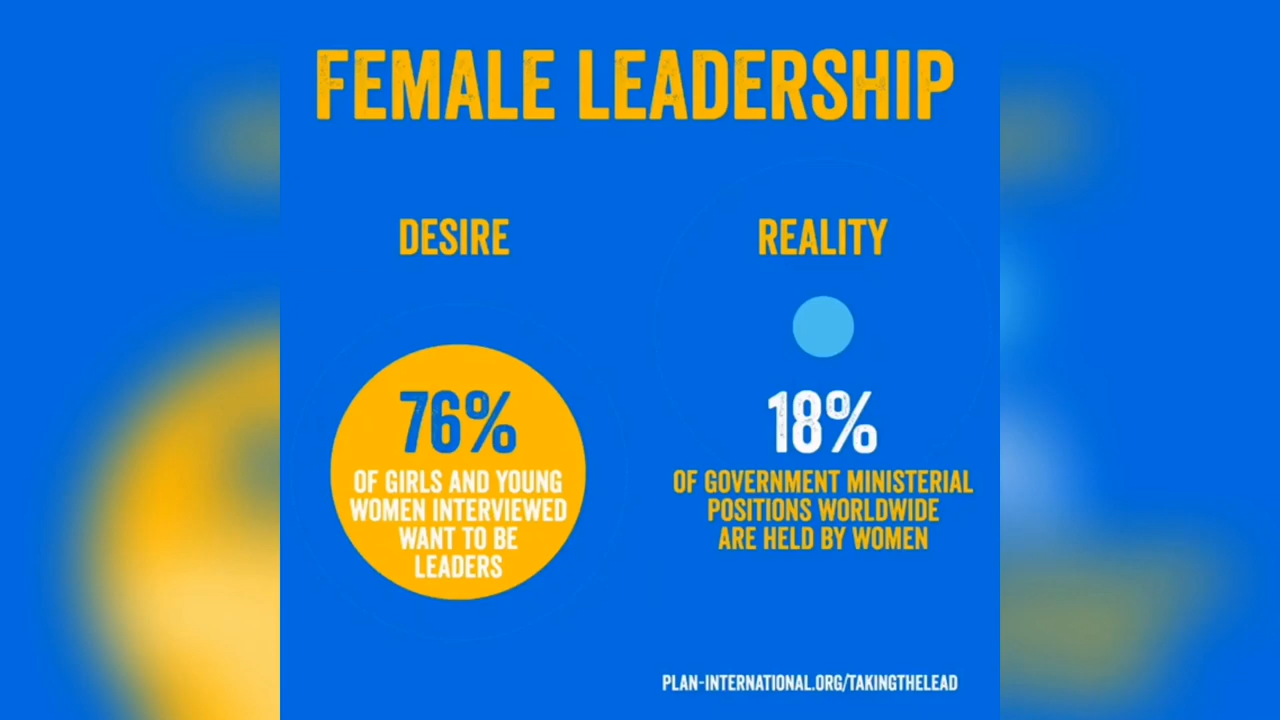 FEMALE LEADERSHIP
DESIRE
76%
OF GIRLS AND YOUNG
WOMEN INTERVIEWED
WANT TO BE
LEADERS
REALITY
18%
OF GOVERNMENT MINISTERIAL
POSITIONS WORLDWIDE
ARE HELD BY WOMEN
PLAN-INTERNATIONAL.ORG/TAKINGTHELEAD